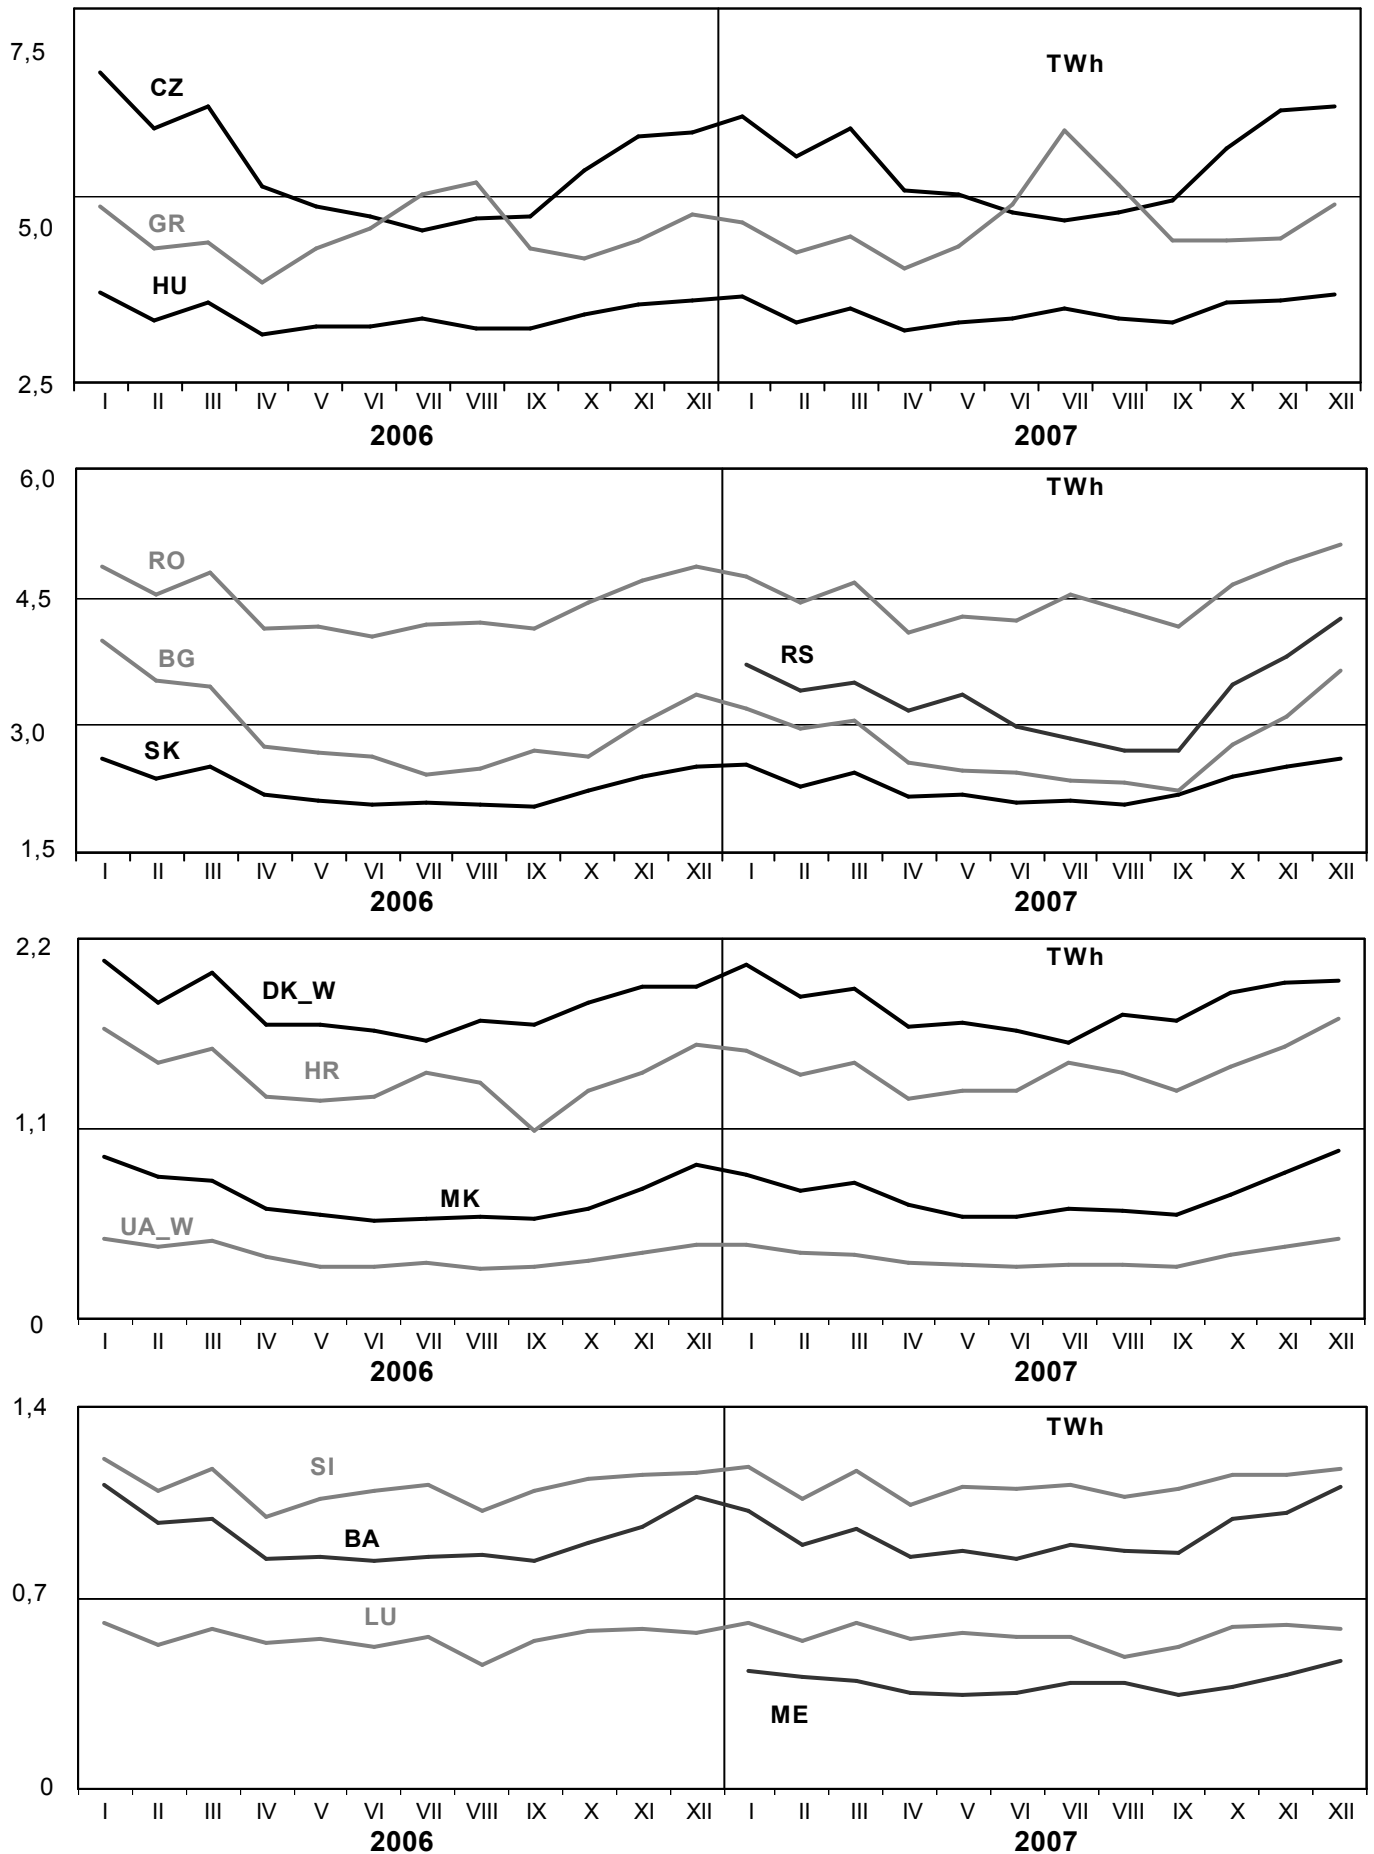 7,5
TWh
CZ
GR
5,0
HU
2,5
I II III IV V VI VII VIII IX X XI XII I II III IV V VI VII VIII IX X XI XII
2006 2007
6,0
TWh
RO
4,5
RS
BG
3,0
SK
1,5
I II III IV V VI VII VIII IX X XI XII I II III IV V VI VII VIII IX X XI XII
2006 2007
2,2
TWh
DK_W
HR
1,1
MK
UA_W
0
I II III IV V VI VII VIII IX X XI XII I II III IV V VI VII VIII IX X XI XII
2006 2007
1,4
TWh
SI
BA
0,7
LU
ME
0
I II III IV V VI VII VIII IX X XI XII I II III IV V VI VII VIII IX X XI XII
2006 2007